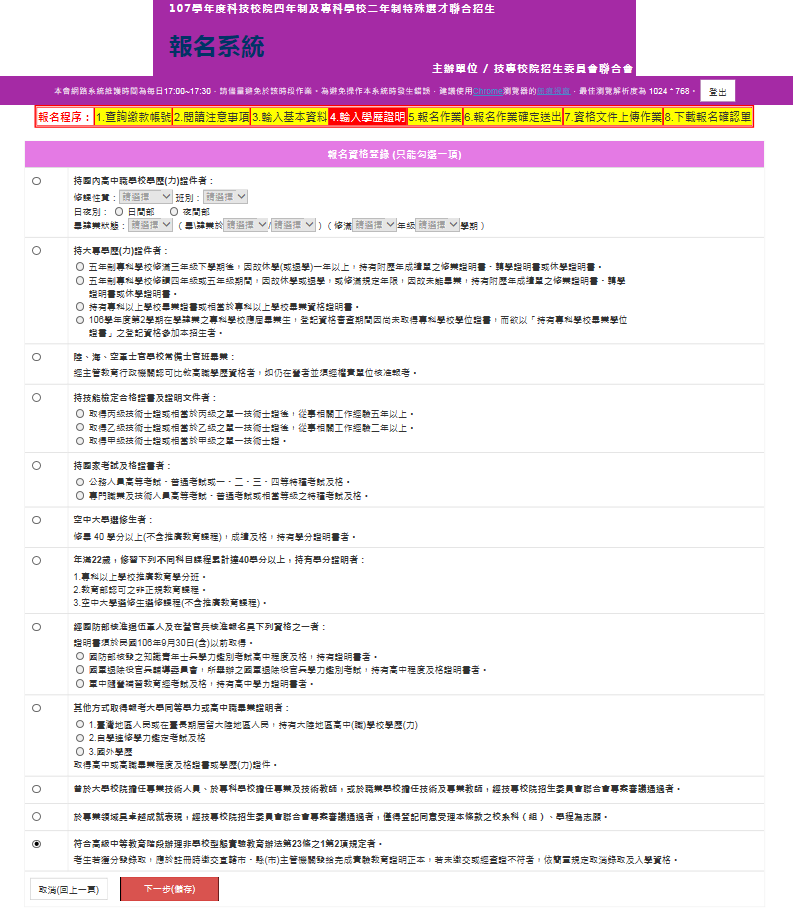 107學年度科技校院四年制及專科學校二年制特殊選才聯合招生
報名系統
主辦單位 / 技專校院招生委員會聯合會
本會網路系統維護時間為每日17:00~17:30，請儘量避免於該時段作業。為避免操作本系統時發生錯誤，建議使用Chrome瀏覽器的無痕視窗，最佳瀏覽解析度為 1024 * 768。 登出
報名程序： 1.查詢繳款帳號 2.閱讀注意事項 3.輸入基本資料 4.輸入學歷證明 5.報名作業 6.報名作業確定送出 7.資格文件上傳作業 8.下載報名確認單
報名資格登錄 (只能勾選一項)
持國內高中職學校學歷(力)證件者：
修課性質： 請選擇 班別： 請選擇
日夜別： 日間部 夜間部
畢肄業狀態： 請選擇 ( 畢\肄業於 請選擇 / 請選擇 ) ( 修滿 請選擇 年級 請選擇 學期 )
持大專學歷(力)證件者：
五年制專科學校修滿三年級下學期後，因故休學(或退學)一年以上，持有附歷年成績單之修業證明書、轉學證明書或休學證明書。
五年制專科學校修讀四年級或五年級期間，因故休學或退學，或修滿規定年限，因故未能畢業，持有附歷年成績單之修業證明書、轉學
證明書或休學證明書。
持有專科以上學校畢業證書或相當於專科以上學校畢業資格證明書。
106學年度第2學期在學肄業之專科學校應屆畢業生，登記資格審查期間因尚未取得專科學校學位證書，而欲以「持有專科學校畢業學位
證書」之登記資格參加本招生者。
陸、海、空軍士官學校常備士官班畢業：
經主管教育行政機關認可比敘高職學歷資格者，如仍在營者並須經權責單位核准報考。
持技能檢定合格證書及證明文件者：
取得丙級技術士證或相當於丙級之單一技術士證後，從事相關工作經驗五年以上。
取得乙級技術士證或相當於乙級之單一技術士證後，從事相關工作經驗二年以上。
取得甲級技術士證或相當於甲級之單一技術士證。
持國家考試及格證書者：
公務人員高等考試、普通考試或一、二、三、四等特種考試及格。
專門職業及技術人員高等考試、普通考試或相當等級之特種考試及格。
空中大學選修生者：
修畢 40 學分以上(不含推廣教育課程)，成績及格，持有學分證明書者。
年滿22歲，修習下列不同科目課程累計達40學分以上，持有學分證明者：
1.專科以上學校推廣教育學分班。
2.教育部認可之非正規教育課程。
3.空中大學選修生選修課程(不含推廣教育課程)。
經國防部核准退伍軍人及在營官兵核准報名具下列資格之一者：
證明書須於民國106年9月30日(含)以前取得。
國防部核發之知識青年士兵學力鑑別考試高中程度及格，持有證明書者。
國軍退除役官兵輔導委員會，所舉辦之國軍退除役官兵學力鑑別考試，持有高中程度及格證明書者。
軍中隨營補習教育經考試及格，持有高中學力證明書者。
其他方式取得報考大學同等學力或高中職畢業證明者：
1.臺灣地區人民或在臺長期居留大陸地區人民，持有大陸地區高中(職)學校學歷(力)
2.自學進修學力鑑定考試及格
3.國外學歷
取得高中或高職畢業程度及格證書或學歷(力)證件。
曾於大學校院擔任專業技術人員、於專科學校擔任專業及技術教師，或於職業學校擔任技術及專業教師，經技專校院招生委員會聯合會專案審議通過者。
於專業領域具卓越成就表現，經技專校院招生委員會聯合會專案審議通過者，僅得登記同意受理本條款之校系科（組）、學程為志願。
符合高級中等教育階段辦理非學校型態實驗教育辦法第23條之1第2項規定者。
考生若獲分發錄取，應於註冊時繳交直轄市、縣(市)主管機關發給完成實驗教育證明正本，若未繳交或經查證不符者，依簡章規定取消錄取及入學資格。
取消(回上一頁) 下一步(儲存)